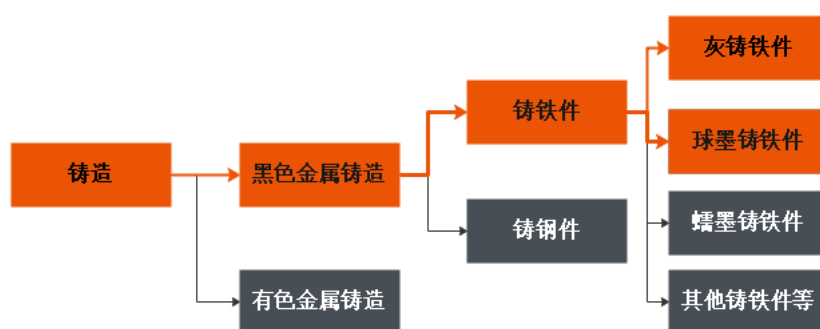 铸造
黑色金属铸造
有色金属铸造
铸铁件
铸钢件
灰铸铁件
球墨铸铁件
蠕墨铸铁件
其他铸铁件等